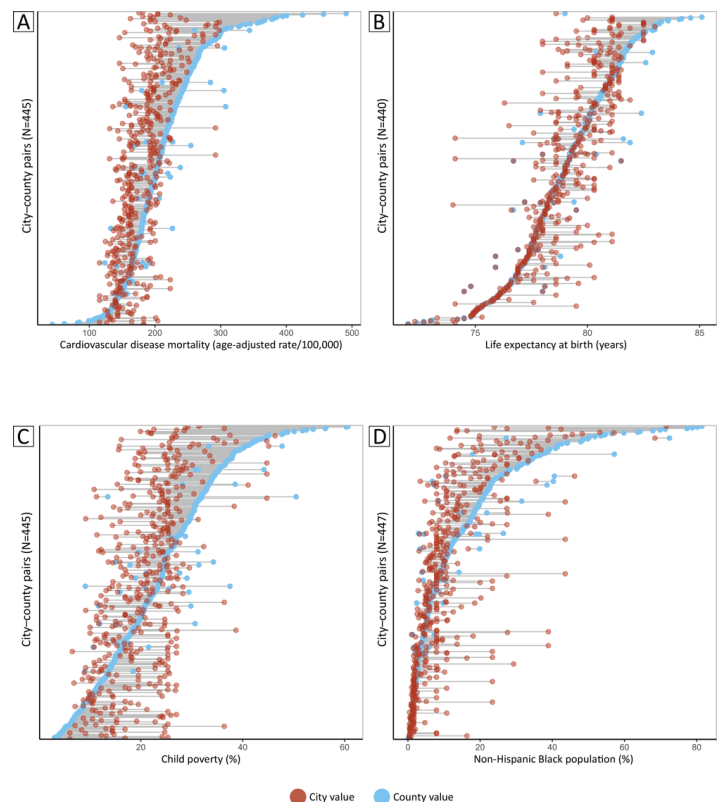 A
City–county pairs (N=445)
100
200
300
400
500
Cardiovascular disease mortality (age-adjusted rate/100,000)
B
City–county pairs (N=440)
75
80
85
Life expectancy at birth (years)
C
City–county pairs (N=445)
20
40
60
Child poverty (%)
D
City–county pairs (N=447)
0
20
40
60
80
Non-Hispanic Black population (%)
City value
County value